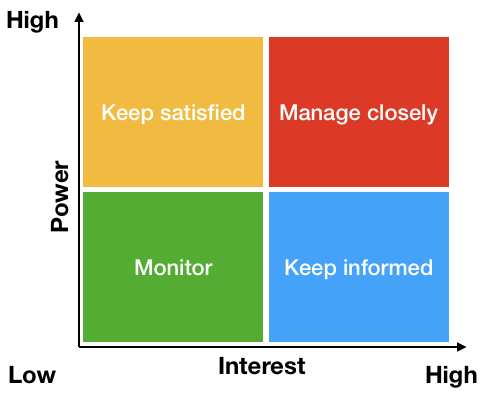 High
Keep satisfied
Manage closely
Power
Monitor
Keep informed
Low
Interest
High